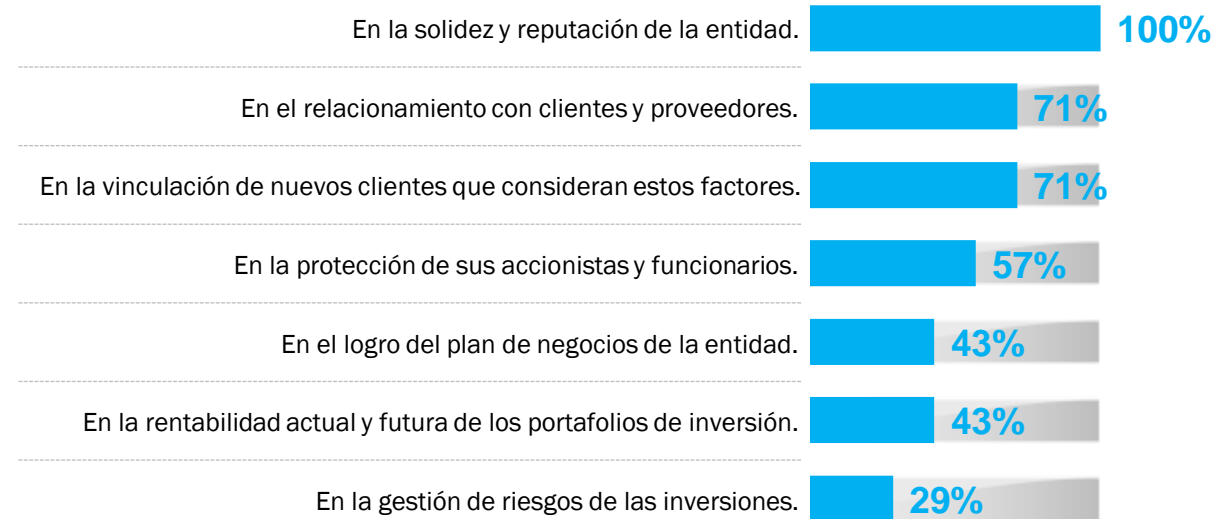 En la solidez y reputación de la entidad. 100%
En el relacionamiento con clientes y proveedores. 71%
En la vinculación de nuevos clientes que consideran estos factores. 71%
En la protección de sus accionistas y funcionarios. 57%
En el logro del plan de negocios de la entidad. 43%
En la rentabilidad actual y futura de los portafolios de inversión. 43%
En la gestión de riesgos de las inversiones. 29%